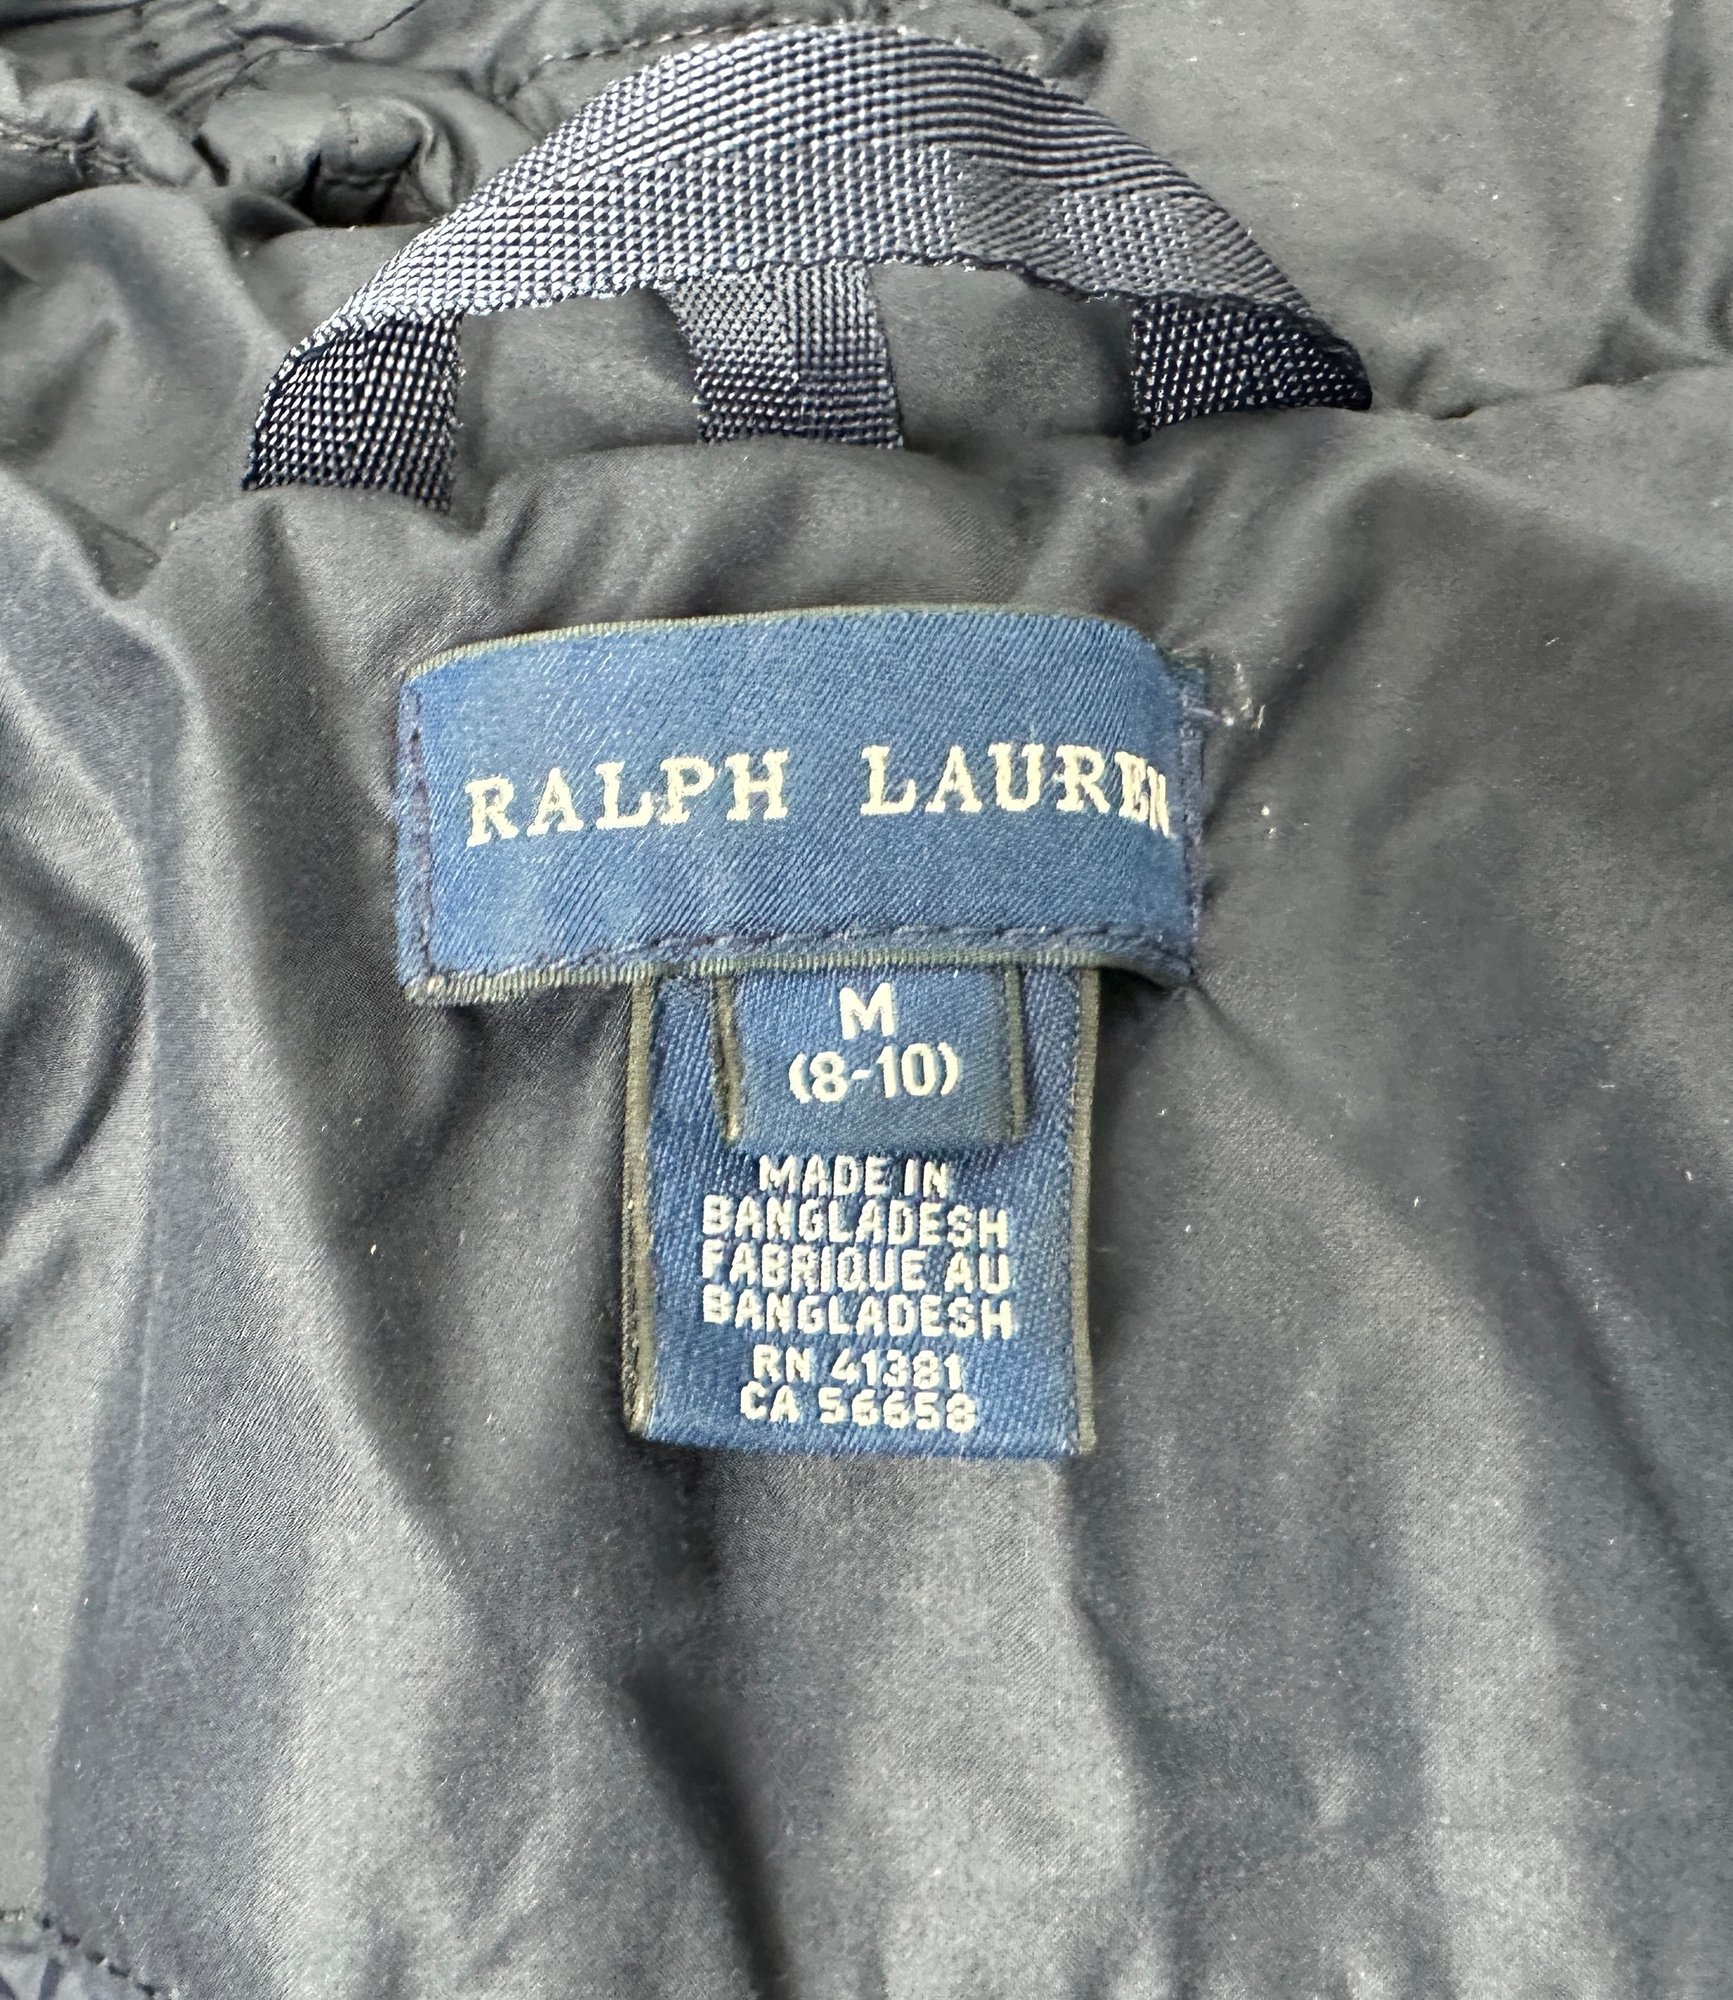 RALPH LAUREN
M
(8-10)
MADE IN
BANGLADESH
FABRIQUE AU
BANGLADESH
RN 41381
CA 56658